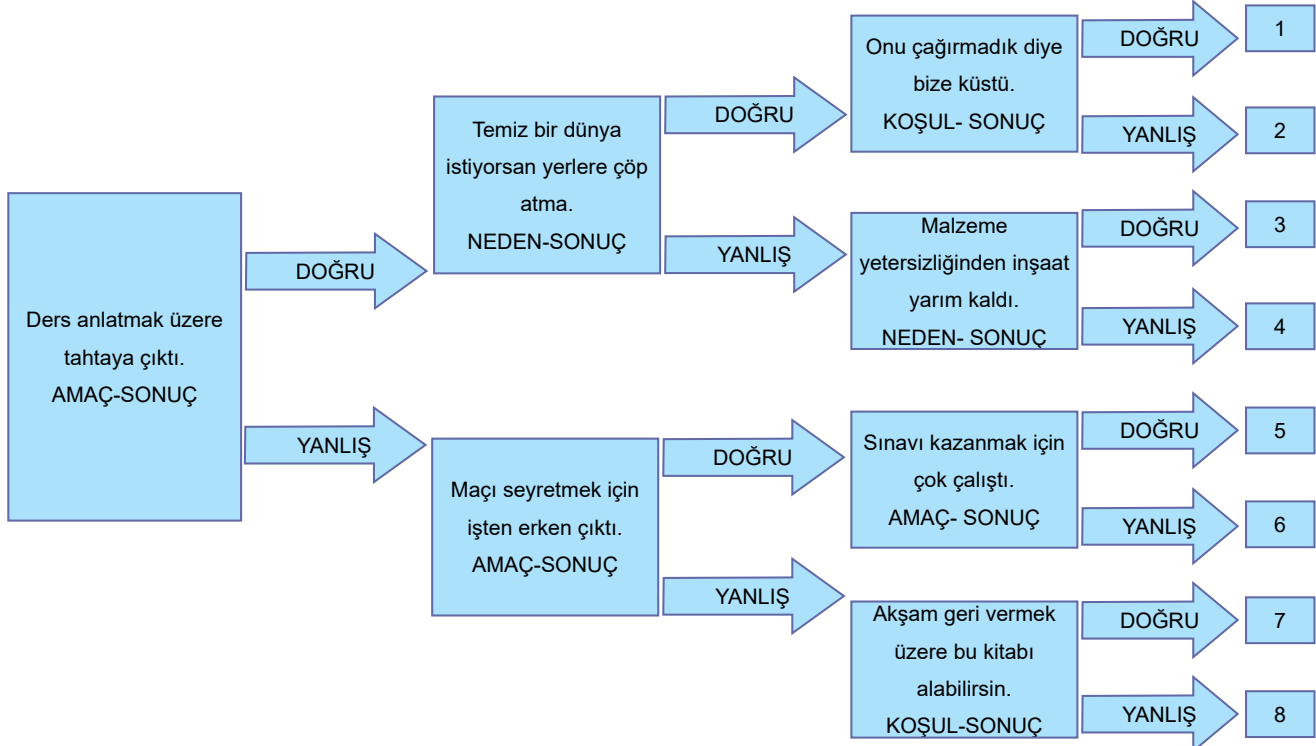 Ders anlatmak üzere
tahtaya çıktı.
AMAÇ-SONUÇ
DOĞRU
YANLIŞ
Temiz bir dünya
istiyorsan yerlere çöp
atma.
NEDEN-SONUÇ
DOĞRU
YANLIŞ
Maçı seyretmek için
işten erken çıktı.
AMAÇ-SONUÇ
DOĞRU
YANLIŞ
Onu çağırmadık diye
bize küstü.
KOŞUL- SONUÇ
DOĞRU
1
YANLIŞ
2
Malzeme
yetersizliğinden inşaat
yarım kaldı.
NEDEN- SONUÇ
DOĞRU
3
YANLIŞ
4
Sınavı kazanmak için
çok çalıştı.
AMAÇ- SONUÇ
DOĞRU
5
YANLIŞ
6
Akşam geri vermek
üzere bu kitabı
alabilirsin.
KOŞUL-SONUÇ
DOĞRU
7
YANLIŞ
8